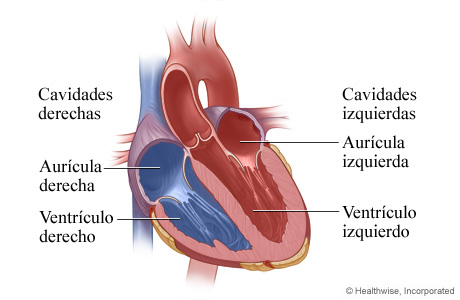 Cavidades
derechas
Aurícula
derecha
Ventrículo
derecho
Cavidades
izquierdas
Aurícula
izquierda
Ventrículo
izquierdo
© Healthwise, Incorporated